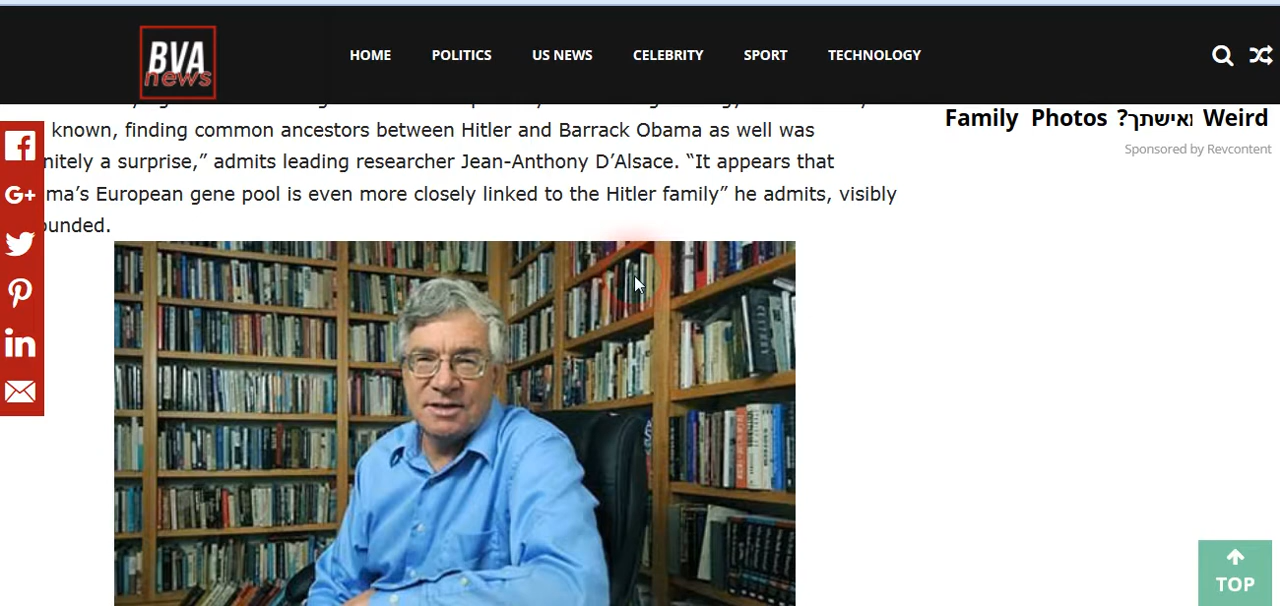 BVA
news
HOME POLITICS US NEWS CELEBRITY SPORT TECHNOLOGY
known, finding common ancestors between Hitler and Barrack Obama as well was
nitely a surprise,” admits leading researcher Jean-Anthony D’Alsace. “It appears that
ma’s European gene pool is even more closely linked to the Hitler family” he admits, visibly
ounded.
Family Photos ?ואישתך Weird
Sponsored by Revcontent
G+
in
TOP